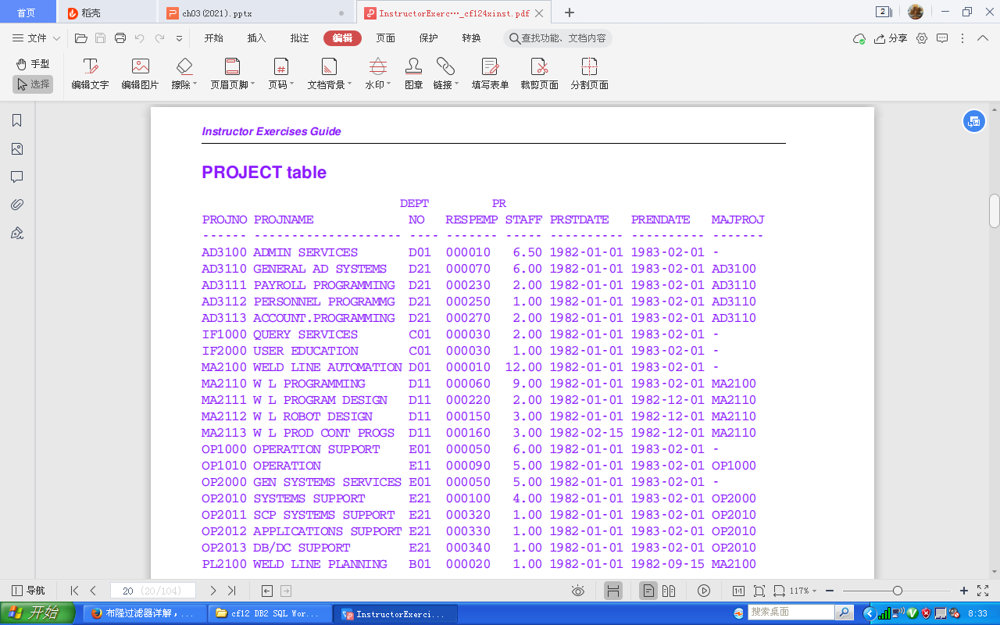 首页 稻壳 ch03(2021).pptx InstructorExerc…_cf124xinst.pdf 2
文件 开始 插入 批注 编辑 页面 保护 转换 查找功能、文档内容 分享
手型
选择
编辑文字 编辑图片 擦除 页眉页脚 页码 文档背景 水印 图章 链接 填写表单 裁剪页面 分割页面
Instructor Exercises Guide
PROJECT table
DEPT PR
PROJNO PROJNAME NO RESPEMP STAFF PRSTDATE PRENDATE MAJPROJ
------ -------------------- ---- ------- ----- ---------- ---------- -------
AD3100 ADMIN SERVICES D01 000010 6.50 1982-01-01 1983-02-01 -
AD3110 GENERAL AD SYSTEMS D21 000070 6.00 1982-01-01 1983-02-01 AD3100
AD3111 PAYROLL PROGRAMMING D21 000230 2.00 1982-01-01 1983-02-01 AD3110
AD3112 PERSONNEL PROGRAMMG D21 000250 1.00 1982-01-01 1983-02-01 AD3110
AD3113 ACCOUNT.PROGRAMMING D21 000270 2.00 1982-01-01 1983-02-01 AD3110
IF1000 QUERY SERVICES C01 000030 2.00 1982-01-01 1983-02-01 -
IF2000 USER EDUCATION C01 000030 1.00 1982-01-01 1983-02-01 -
MA2100 WELD LINE AUTOMATION D01 000010 12.00 1982-01-01 1983-02-01 -
MA2110 W L PROGRAMMING D11 000060 9.00 1982-01-01 1983-02-01 MA2100
MA2111 W L PROGRAM DESIGN D11 000220 2.00 1982-01-01 1982-12-01 MA2110
MA2112 W L ROBOT DESIGN D11 000150 3.00 1982-01-01 1982-12-01 MA2110
MA2113 W L PROD CONT PROGS D11 000160 3.00 1982-02-15 1982-12-01 MA2110
OP1000 OPERATION SUPPORT E01 000050 6.00 1982-01-01 1983-02-01 -
OP1010 OPERATION E11 000090 5.00 1982-01-01 1983-02-01 OP1000
OP2000 GEN SYSTEMS SERVICES E01 000050 5.00 1982-01-01 1983-02-01 -
OP2010 SYSTEMS SUPPORT E21 000100 4.00 1982-01-01 1983-02-01 OP2000
OP2011 SCP SYSTEMS SUPPORT E21 000320 1.00 1982-01-01 1983-02-01 OP2010
OP2012 APPLICATIONS SUPPORT E21 000330 1.00 1982-01-01 1983-02-01 OP2010
OP2013 DB/DC SUPPORT E21 000340 1.00 1982-01-01 1983-02-01 OP2010
PL2100 WELD LINE PLANNING B01 000020 1.00 1982-01-01 1982-09-15 MA2100
导航 20 (20/104) 1:1 117%
开始 布隆过滤器详解，... cf12 DB2 SQL Wor... InstructorExerci... 搜索桌面 8:33